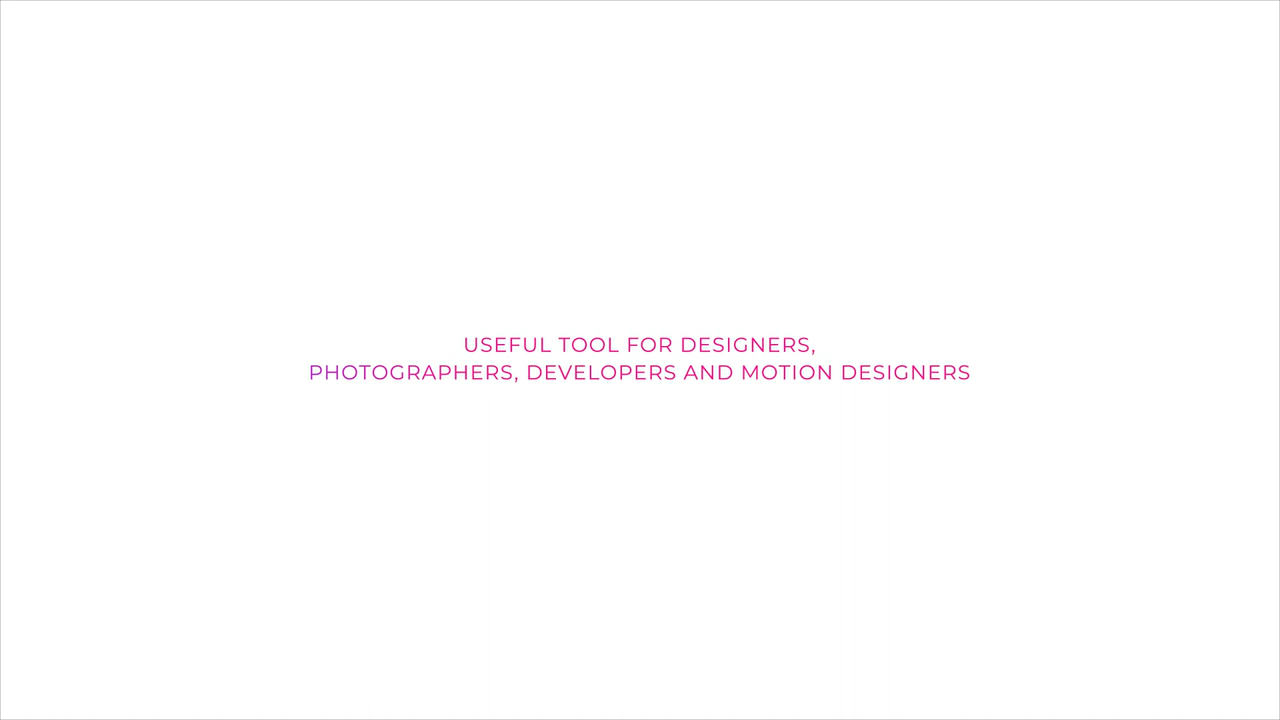 USEFUL TOOL FOR DESIGNERS,
PHOTOGRAPHERS, DEVELOPERS AND MOTION DESIGNERS